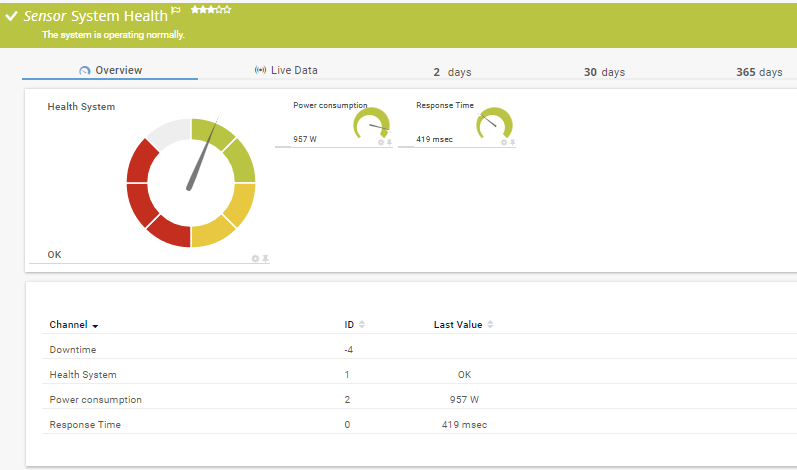 Sensor System Health
The system is operating normally.
Overview
Live Data
2 days
30 days
365 days
Health System
Power consumption
Response Time
957 W
419 msec
OK
Channel ID Last Value
Downtime -4
Health System 1 OK
Power consumption 2 957 W
Response Time 0 419 msec